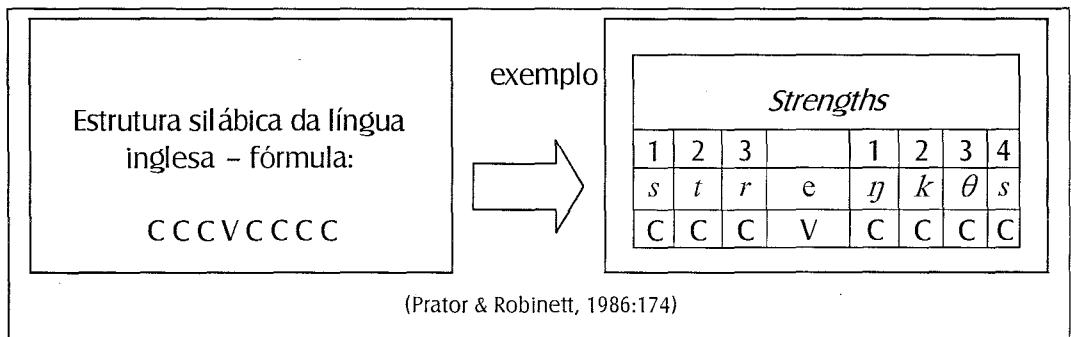 Estrutura silábica da língua
inglesa – fórmula:
C C C V C C C C
exemplo
Strengths
1 2 3 1 2 3 4
s t r e ŋ k θ s
C C C V C C C C
(Prator & Robinett, 1986:174)